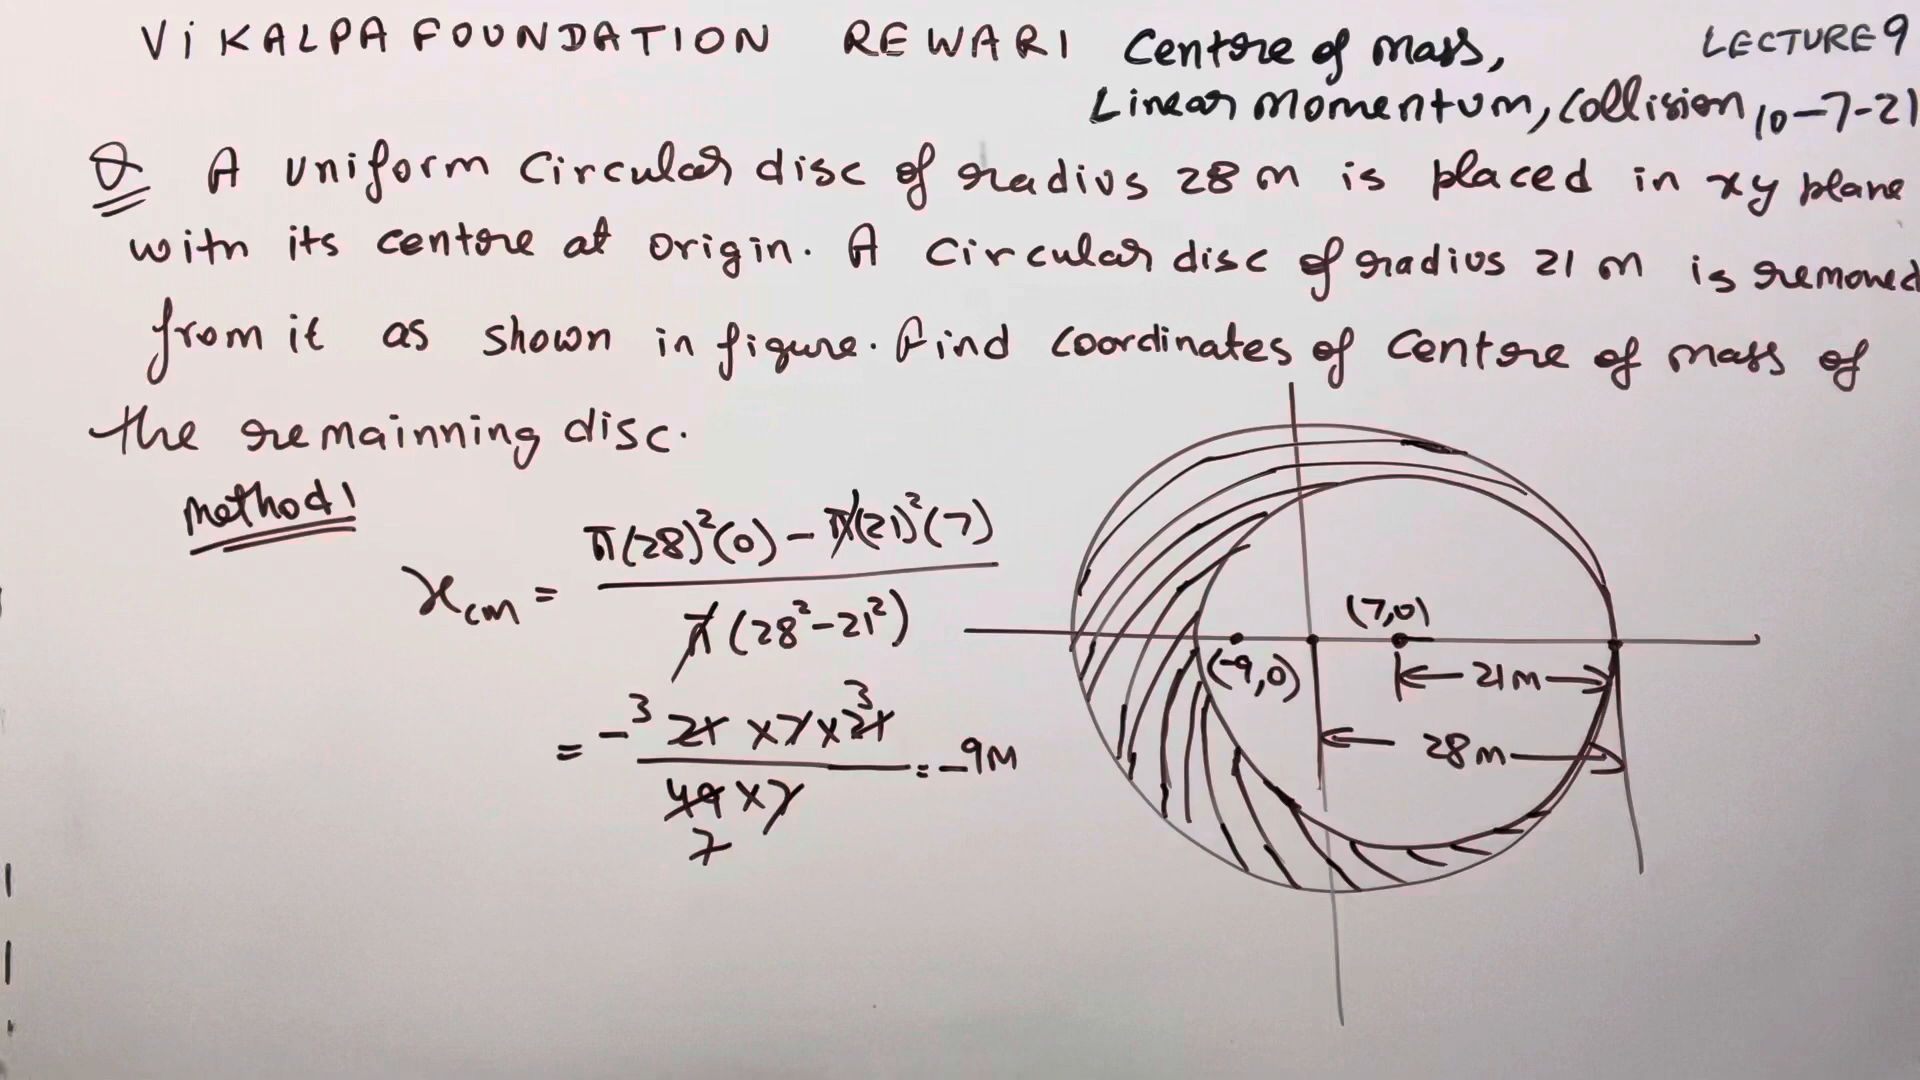 ViKALPA FOUNDATION REWARI Centre of mass, LECTURE 9
Linear Momentum, Collision 10-7-21
Q A uniform Circular disc of radius 28 m is placed in xy plane
with its centre at origin. A circular disc of radius 21 m is removed
from it as shown in figure. Find coordinates of centre of mass of
the remainning disc.
Method 1
x_cm = π(28)²(0) - π(21)²(7) / π(28²-21²)
= - 3 21 x 7 x 21 3 / 49 x 7 = -9M
7
(7,0)
(-9,0)
21m
28m